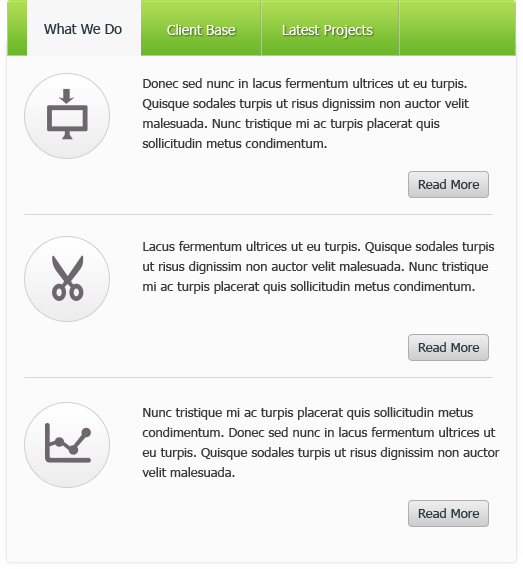 What We Do
Client Base
Latest Projects
Donec sed nunc in lacus fermentum ultrices ut eu turpis.
Quisque sodales turpis ut risus dignissim non auctor velit
malesuada. Nunc tristique mi ac turpis placerat quis
sollicitudin metus condimentum.
Read More
Lacus fermentum ultrices ut eu turpis. Quisque sodales turpis
ut risus dignissim non auctor velit malesuada. Nunc tristique
mi ac turpis placerat quis sollicitudin metus condimentum.
Read More
Nunc tristique mi ac turpis placerat quis sollicitudin metus
condimentum. Donec sed nunc in lacus fermentum ultrices ut
eu turpis. Quisque sodales turpis ut risus dignissim non auctor
velit malesuada.
Read More